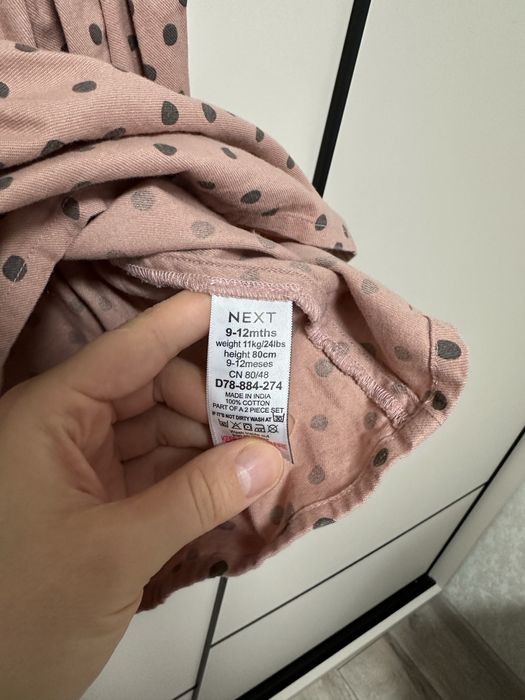 NEXT
9-12mths
weight 11kg/24lbs
height 80cm
9-12meses
CN 80/48
D78-884-274
MADE IN INDIA
100% COTTON
PART OF A 2 PIECE SET
IF IT'S NOT DIRTY WASH AT 30